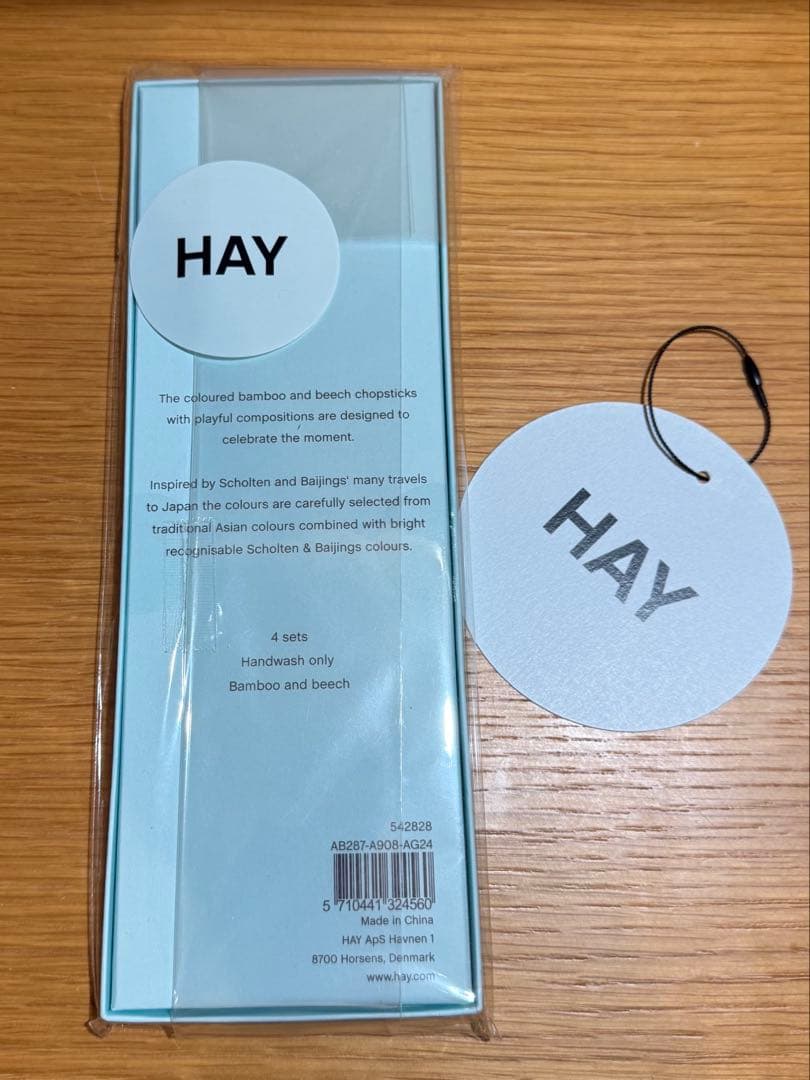 HAY
The coloured bamboo and beech chopsticks
with playful compositions are designed to
celebrate the moment.
Inspired by Scholten and Baijings' many travels
to Japan the colours are carefully selected from
traditional Asian colours combined with bright
recognisable Scholten & Baijings colours.
4 sets
Handwash only
Bamboo and beech
542828
AB287-A908-AG24
5 710441 324560
Made in China
HAY ApS Havnen 1
8700 Horsens, Denmark
www.hay.com
HAY